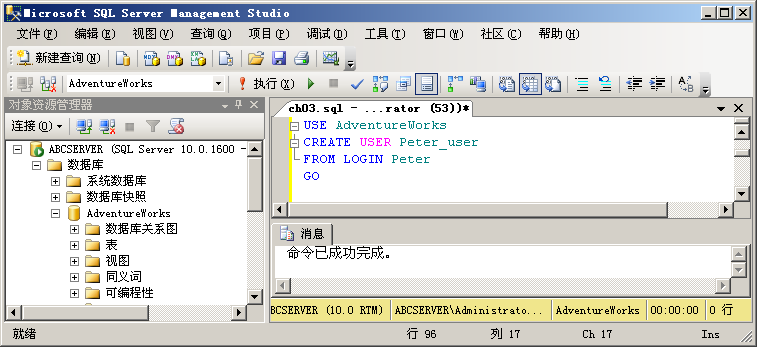 Microsoft SQL Server Management Studio
文件(F) 编辑(E) 视图(V) 查询(Q) 项目(P) 调试(D) 工具(T) 窗口(W) 社区(C) 帮助(H)
新建查询(N)
AdventureWorks 执行(X)
对象资源管理器
连接(O)
ABCSERVER (SQL Server 10.0.1600 -
数据库
系统数据库
数据库快照
AdventureWorks
数据库关系图
表
视图
同义词
可编程性
ch03.sql - ...rator (53))*
USE AdventureWorks
CREATE USER Peter_user
FROM LOGIN Peter
GO
消息
命令已成功完成。
ABCSERVER (10.0 RTM) ABCSERVER\Administrato... AdventureWorks 00:00:00 0 行
就绪 行 96 列 17 Ch 17 Ins